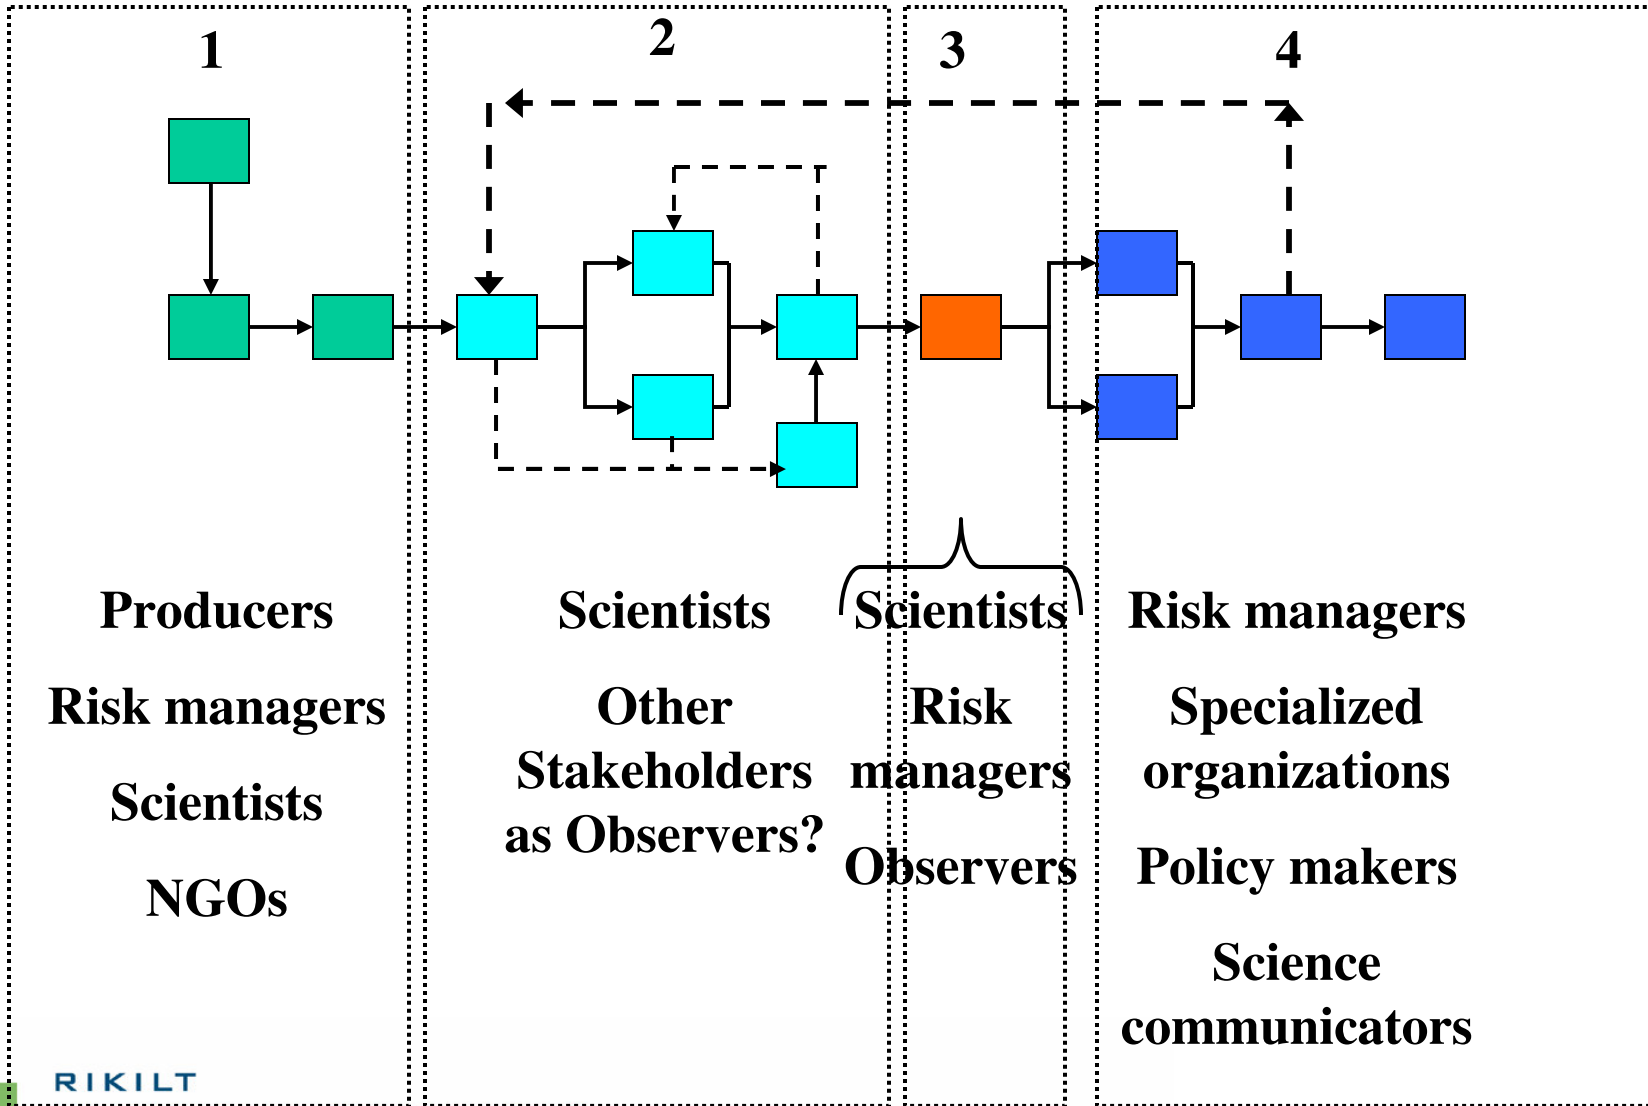 1
2
3
4
Producers
Risk managers
Scientists
NGOs
Scientists
Other
Stakeholders
as Observers?
Scientists
Risk
managers
Observers
Risk managers
Specialized
organizations
Policy makers
Science
communicators
RIKILT